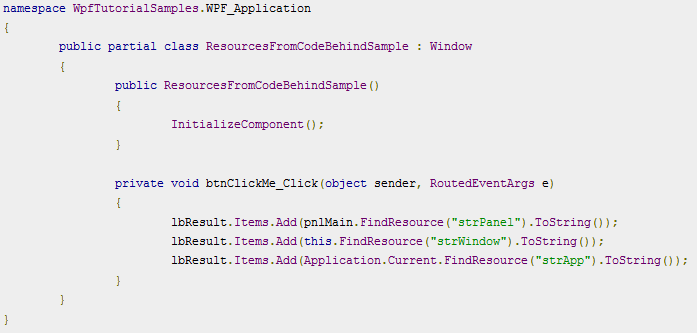 namespace WpfTutorialSamples.WPF_Application
{
public partial class ResourcesFromCodeBehindSample : Window
{
public ResourcesFromCodeBehindSample()
{
InitializeComponent();
}
private void btnClickMe_Click(object sender, RoutedEventArgs e)
{
lbResult.Items.Add(pnlMain.FindResource("strPanel").ToString());
lbResult.Items.Add(this.FindResource("strWindow").ToString());
lbResult.Items.Add(Application.Current.FindResource("strApp").ToString());
}
}
}